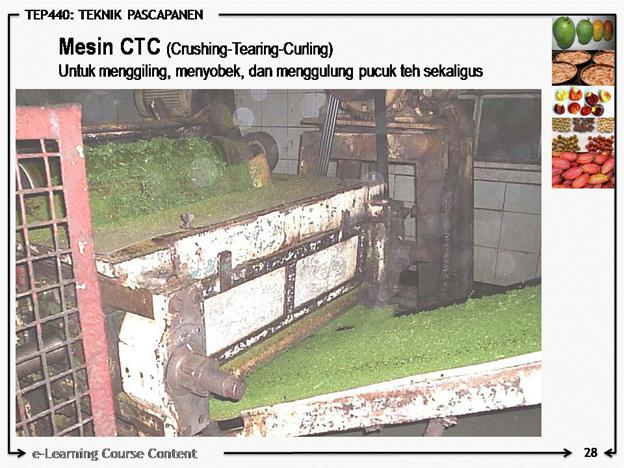 TEP440: TEKNIK PASCAPANEN
Mesin CTC (Crushing-Tearing-Curling)
Untuk menggiling, menyobek, dan menggulung pucuk teh sekaligus
e-Learning Course Content
28